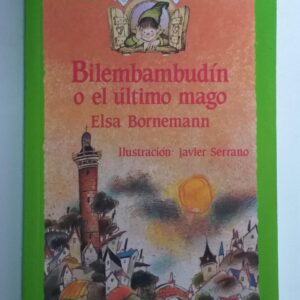 Bilembambudín
o el último mago
Elsa Bornemann
Ilustración Javier Serrano